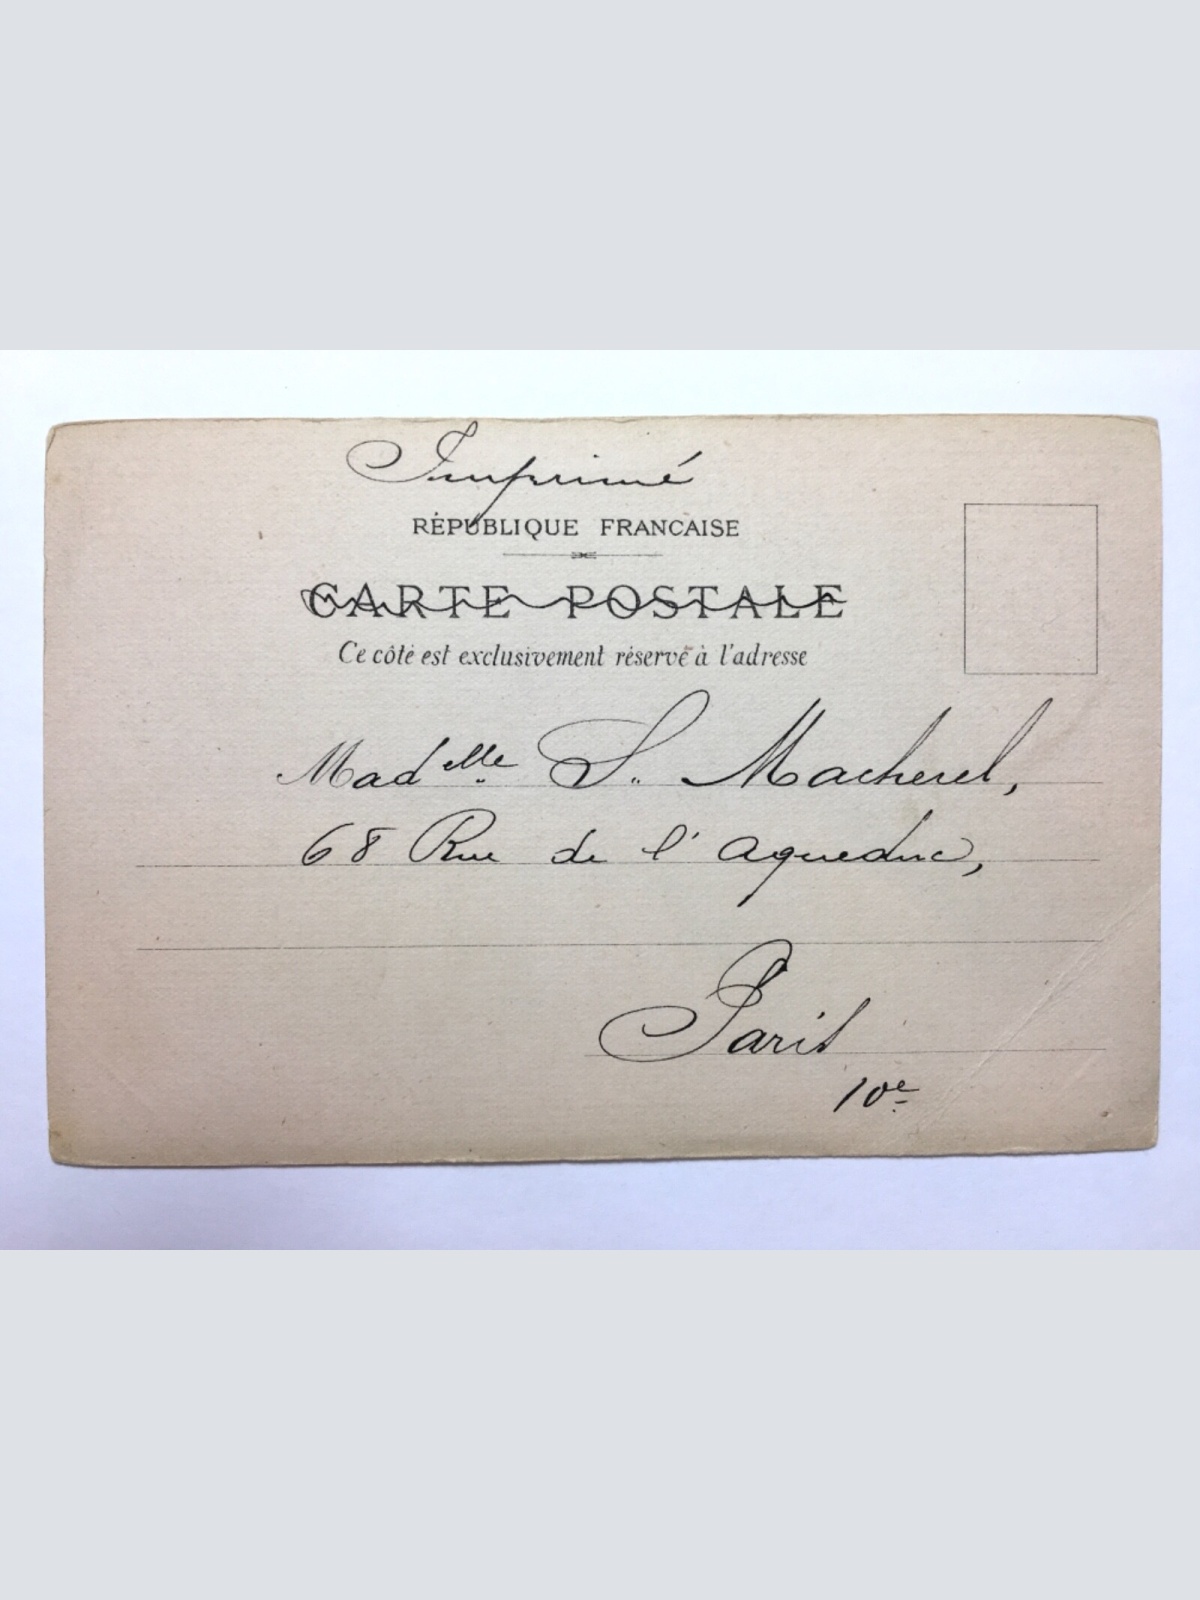 Imprimé
RÉPUBLIQUE FRANCAISE
CARTE POSTALE
Ce côté est exclusivement réservé à l'adresse
Mad elle S. Macherel,
68 Rue de l'aqueduc,
Paris
10e